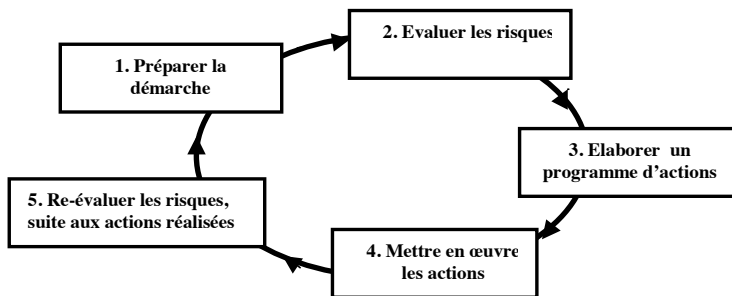 1. Préparer la
démarche
2. Evaluer les risques
3. Elaborer un
programme d’actions
4. Mettre en œuvre
les actions
5. Re-évaluer les risques,
suite aux actions réalisées